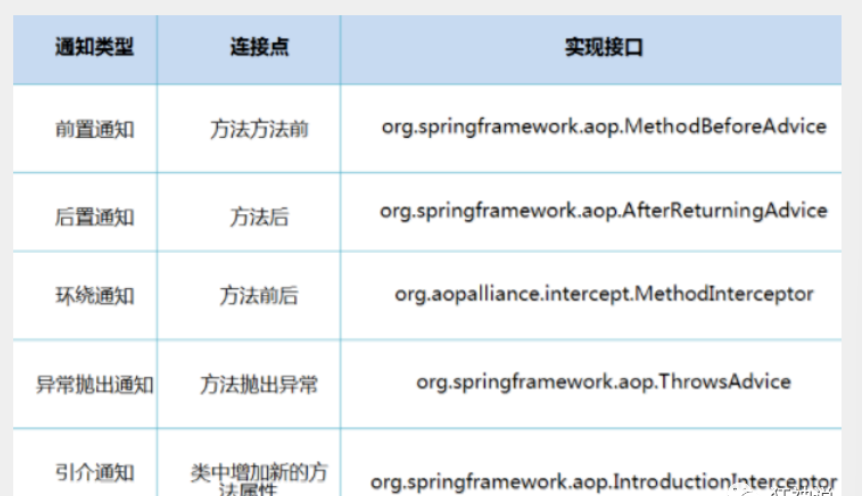 通知类型 连接点 实现接口
前置通知 方法方法前 org.springframework.aop.MethodBeforeAdvice
后置通知 方法后 org.springframework.aop.AfterReturningAdvice
环绕通知 方法前后 org.aopalliance.intercept.MethodInterceptor
异常抛出通知 方法抛出异常 org.springframework.aop.ThrowsAdvice
引介通知 类中增加新的方 org.springframework.aop.IntroductionInterceptor
法属性